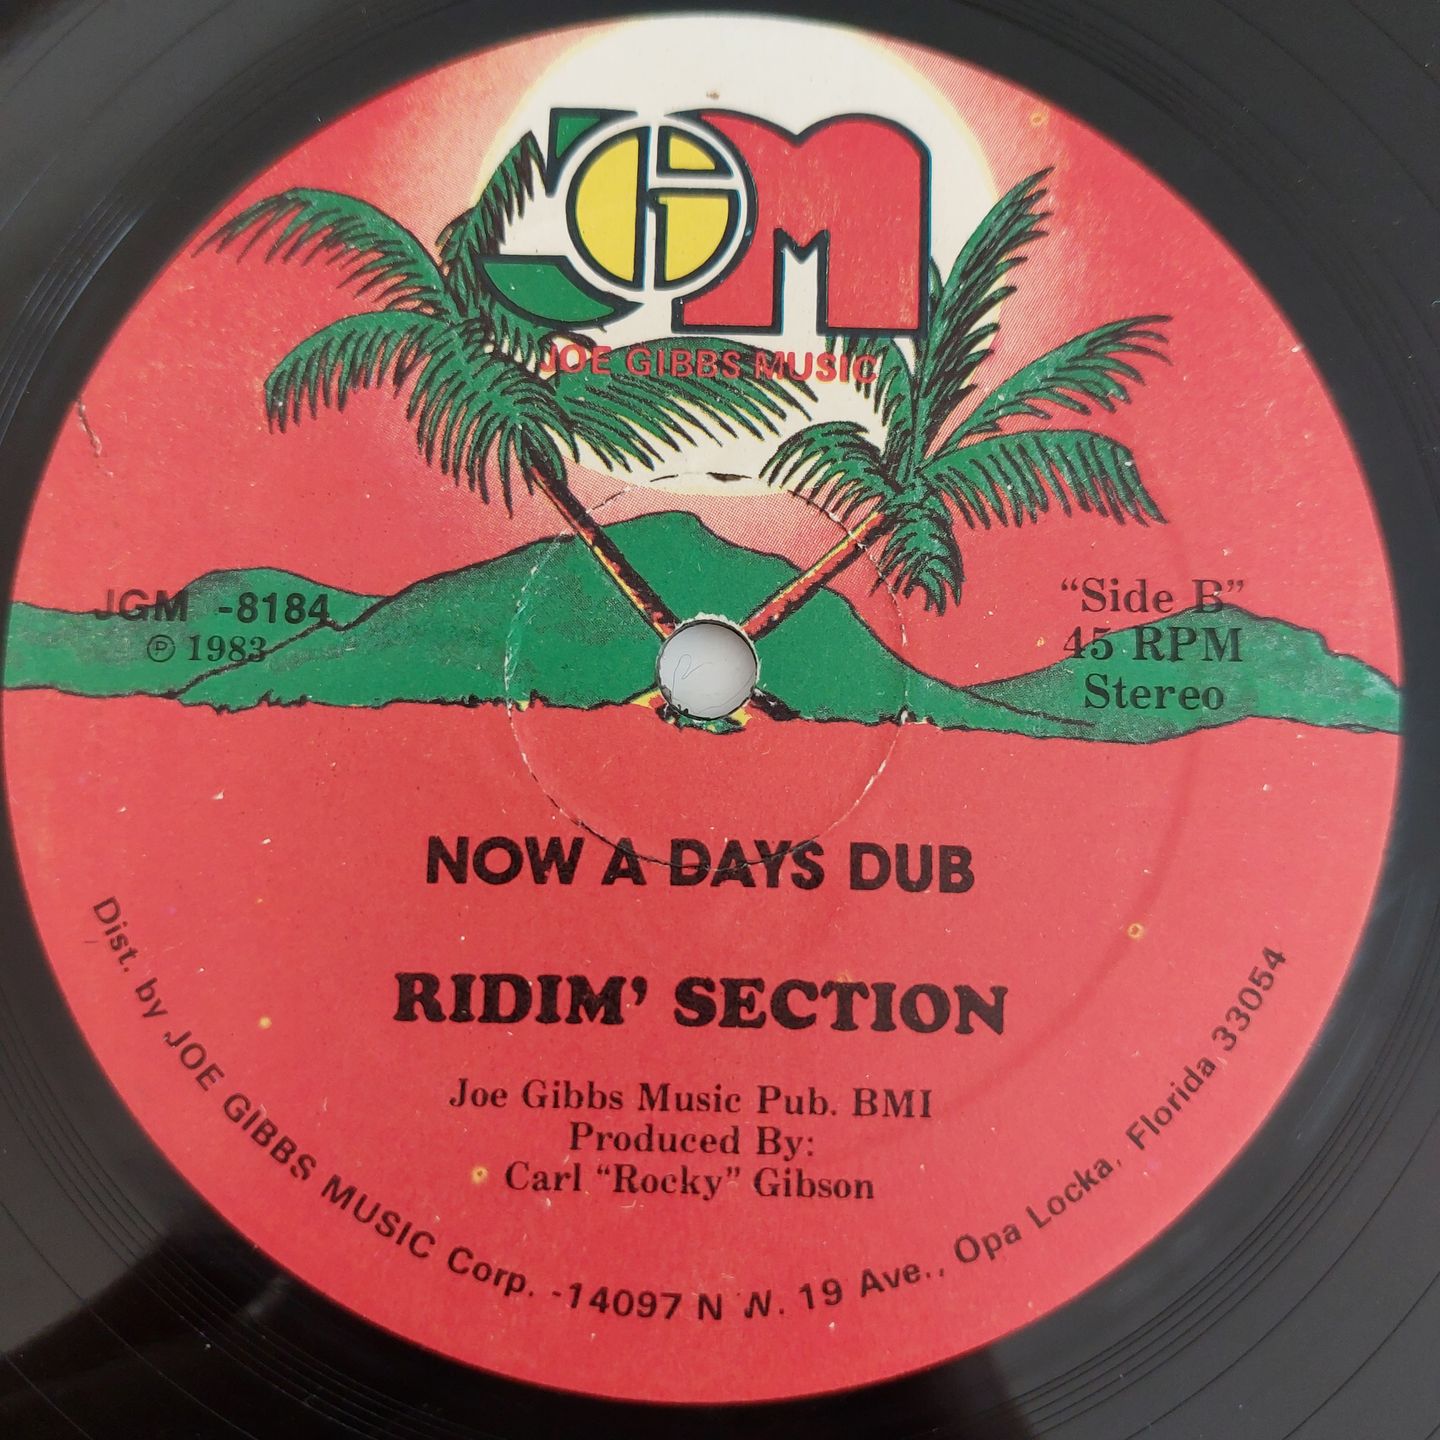 JGM
JOE GIBBS MUSIC
JGM -8184
℗ 1983
“Side B”
45 RPM
Stereo
NOW A DAYS DUB
RIDIM’ SECTION
Joe Gibbs Music Pub. BMI
Produced By:
Carl “Rocky” Gibson
Dist. by JOE GIBBS MUSIC Corp. -14097 N W. 19 Ave., Opa Locka, Florida 33054